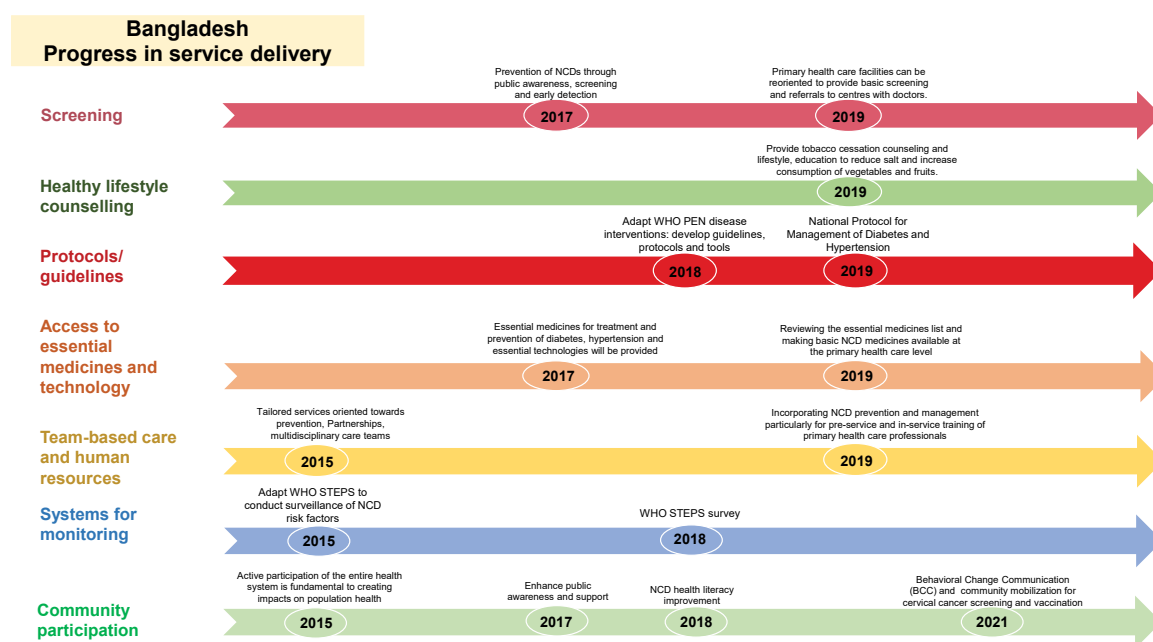 Bangladesh
Progress in service delivery
Screening
Prevention of NCDs through
public awareness, screening
and early detection
2017
Primary health care facilities can be
reoriented to provide basic screening
and referrals to centres with doctors.
2019
Healthy lifestyle
counselling
Provide tobacco cessation counseling and
lifestyle, education to reduce salt and increase
consumption of vegetables and fruits.
2019
Protocols/
guidelines
Adapt WHO PEN disease
interventions: develop guidelines,
protocols and tools
2018
National Protocol for
Management of Diabetes and
Hypertension
2019
Access to
essential
medicines and
technology
Essential medicines for treatment and
prevention of diabetes, hypertension and
essential technologies will be provided
2017
Reviewing the essential medicines list and
making basic NCD medicines available at
the primary health care level
2019
Team-based care
and human
resources
Tailored services oriented towards
prevention, Partnerships,
multidisciplinary care teams
2015
Incorporating NCD prevention and management
particularly for pre-service and in-service training of
primary health care professionals
2019
Systems for
monitoring
Adapt WHO STEPS to
conduct surveillance of NCD
risk factors
2015
WHO STEPS survey
2018
Community
participation
Active participation of the entire health
system is fundamental to creating
impacts on population health
2015
Enhance public
awareness and support
2017
NCD health literacy
improvement
2018
Behavioral Change Communication
(BCC) and community mobilization for
cervical cancer screening and vaccination
2021